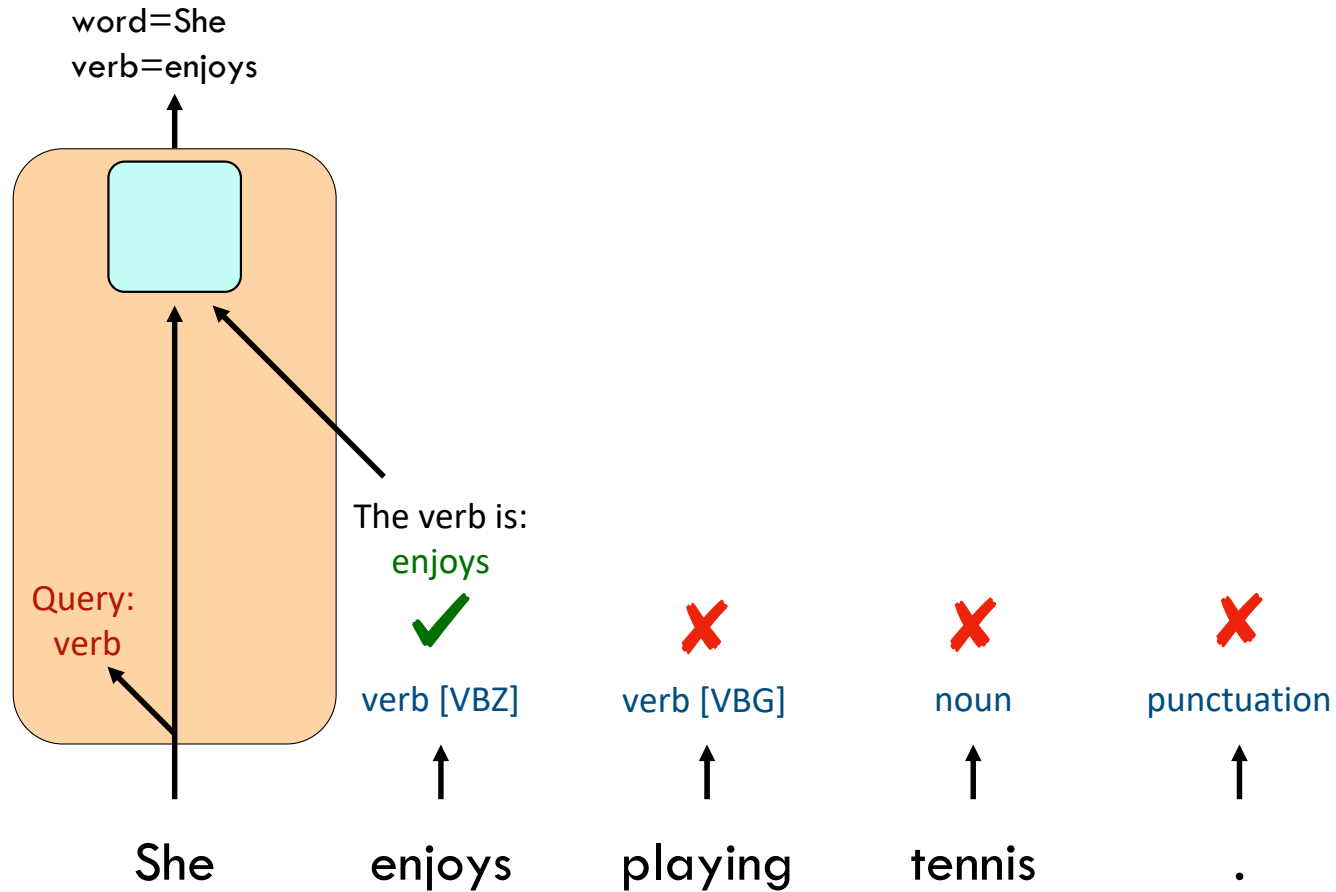 word=She
verb=enjoys
The verb is:
enjoys
Query:
verb
verb [VBZ]
verb [VBG]
noun
punctuation
She enjoys playing tennis .